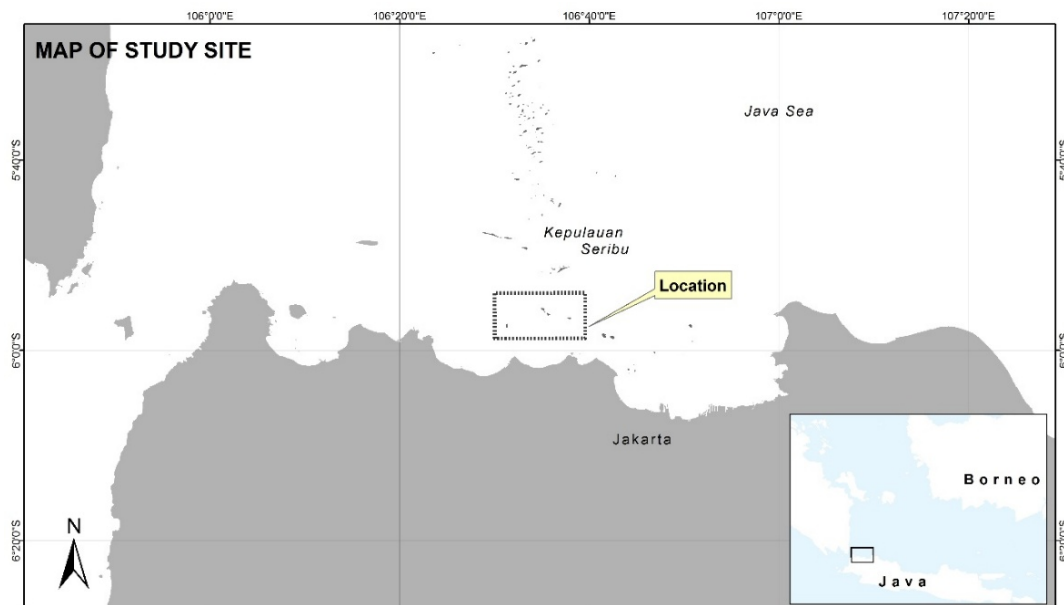 106°0'0"E
106°20'0"E
106°40'0"E
107°0'0"E
107°20'0"E
MAP OF STUDY SITE
Java Sea
5°40'0"S
5°40'0"S
Kepulauan
Seribu
Location
6°0'0"S
6°0'0"S
Jakarta
Borneo
N
6°20'0"S
6°20'0"S
Java